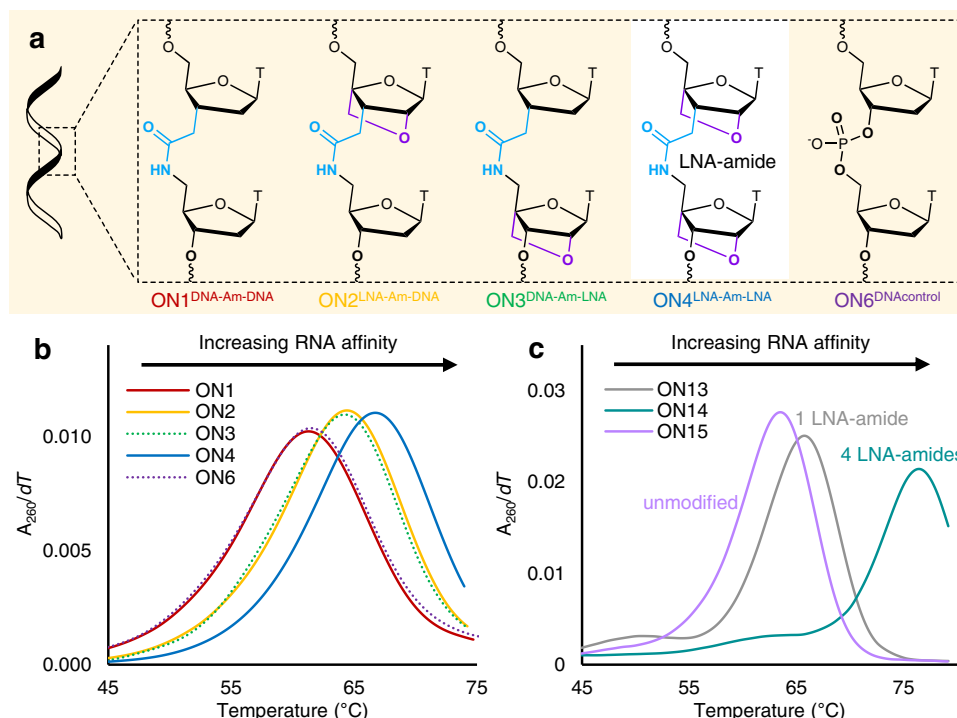 a
O T O T O T O T O T
O O O O O
O O O O O
HN HN HN HN
LNA-amide
-O P O O
O
T T T T T
O O O O O O O
O O O O O
ON1DNA-Am-DNA ON2LNA-Am-DNA ON3DNA-Am-LNA ON4LNA-Am-LNA ON6DNAcontrol
b
Increasing RNA affinity
ON1
ON2
ON3
ON4
ON6
0.010
0.005
0.000
A260/dT
45 55 65 75
Temperature (°C)
c
Increasing RNA affinity
ON13
ON14
ON15
1 LNA-amide
4 LNA-amides
unmodified
0.03
0.02
0.01
0
A260/dT
45 55 65 75
Temperature (°C)